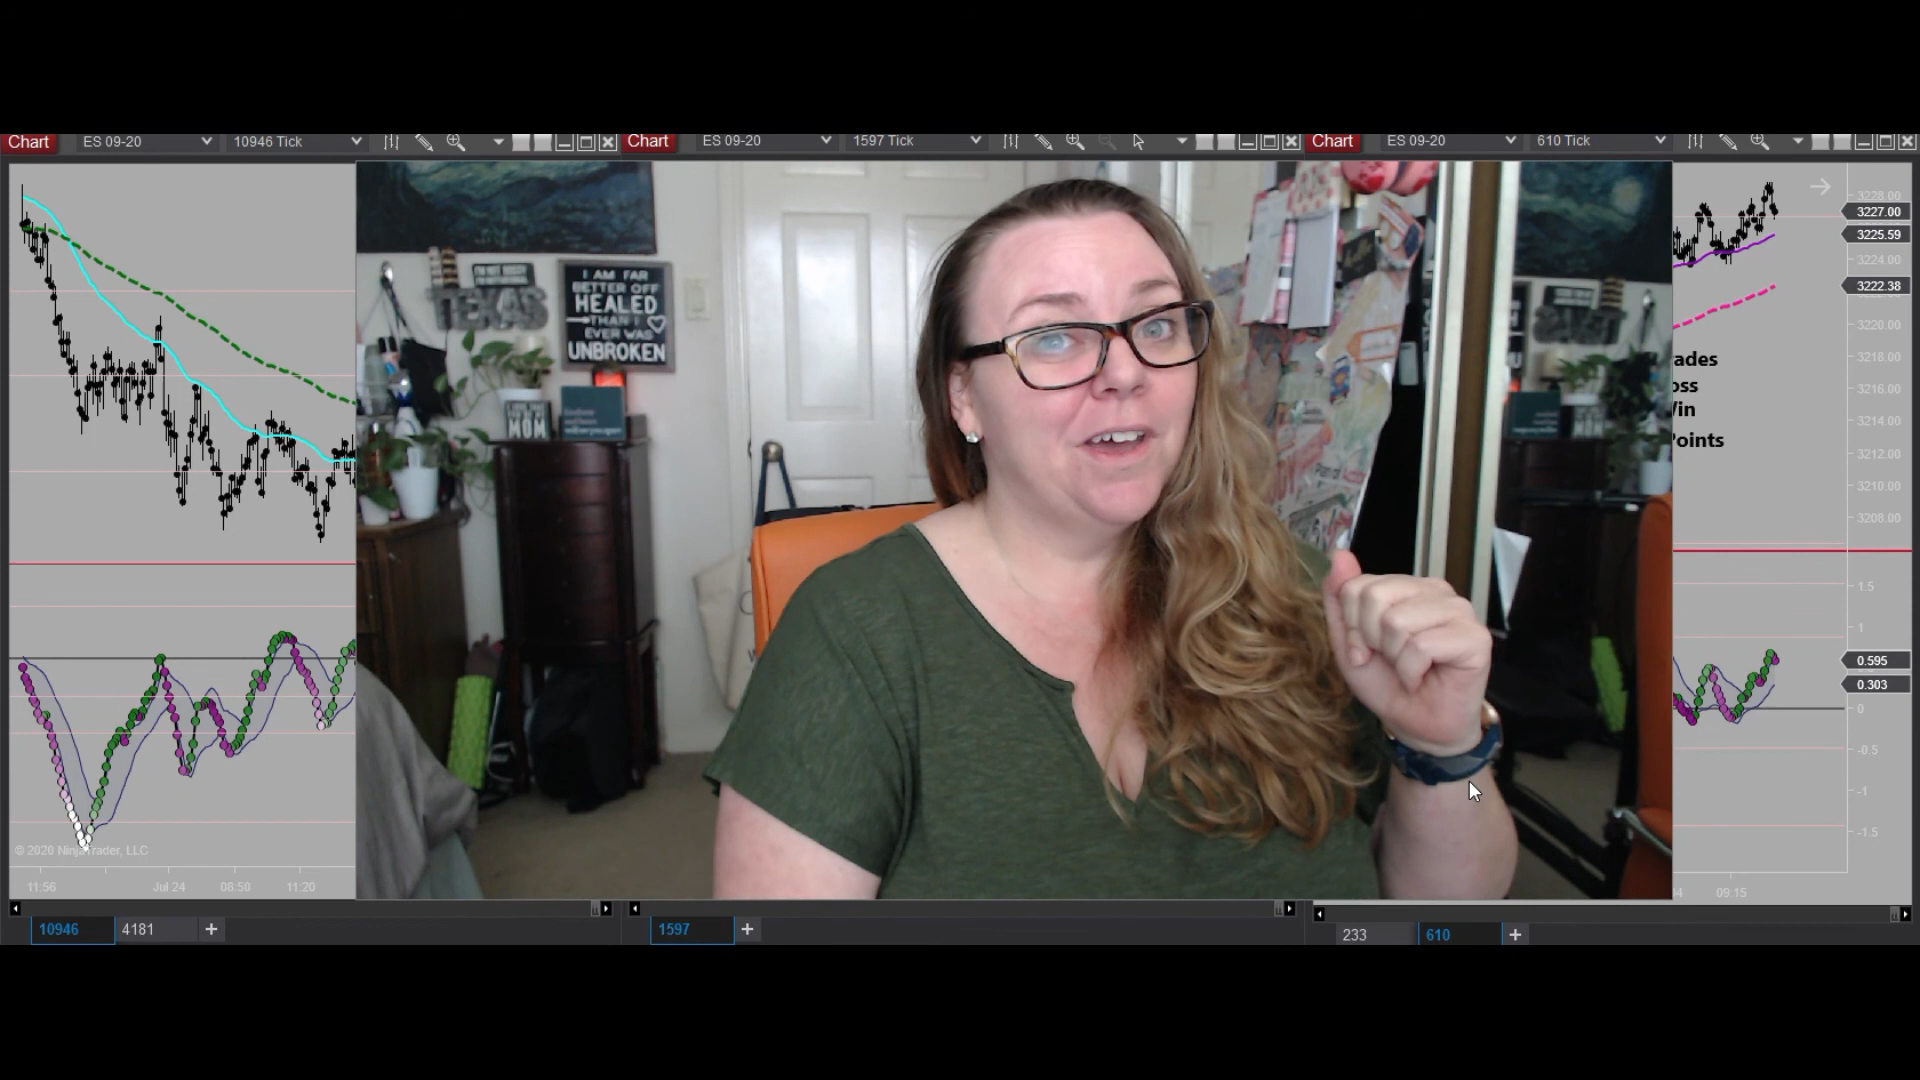 Chart
ES 09-20
10946 Tick
Chart
ES 09-20
1597 Tick
Chart
ES 09-20
610 Tick
I AM FAR
BETTER OFF
HEALED
THAN I
EVER WAS
UNBROKEN
TEXAS
MOM
3228.00
3227.00
3225.59
3224.00
3222.38
3220.00
3218.00
3216.00
3214.00
3212.00
3210.00
3208.00
ades
oss
in
oints
1.5
1
0.595
0.303
0
-0.5
-1
-1.5
© 2020 NinjaTrader, LLC
11:56
Jul 24
08:50
11:20
09:15
10946
4181
+
1597
+
233
610
+